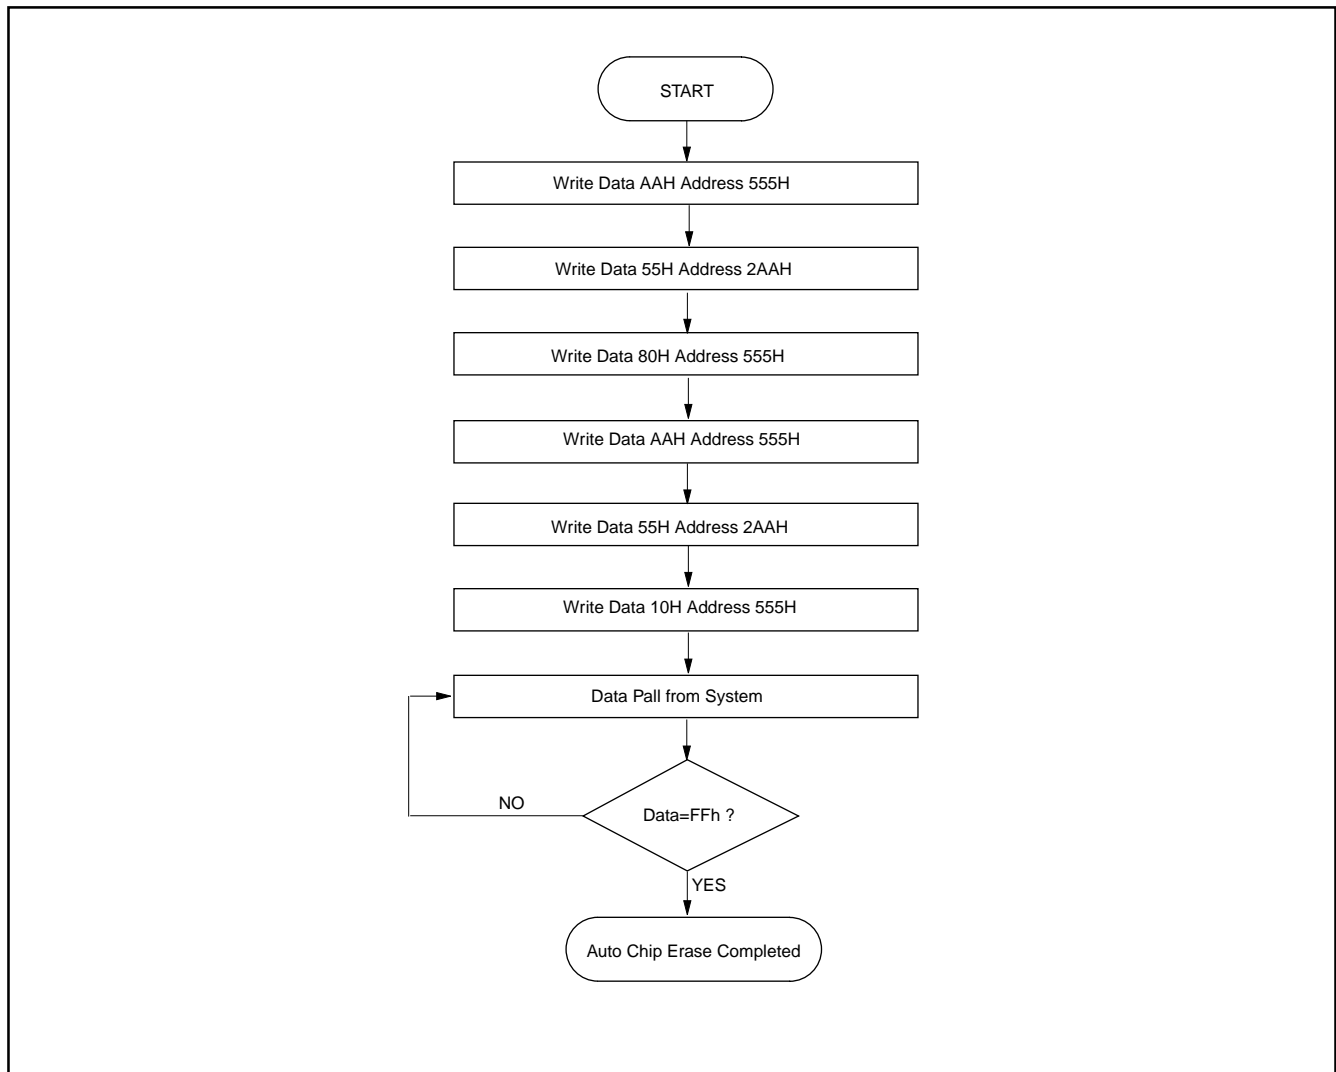 START
Write Data AAH Address 555H
Write Data 55H Address 2AAH
Write Data 80H Address 555H
Write Data AAH Address 555H
Write Data 55H Address 2AAH
Write Data 10H Address 555H
Data Pall from System
NO
Data=FFh ?
YES
Auto Chip Erase Completed